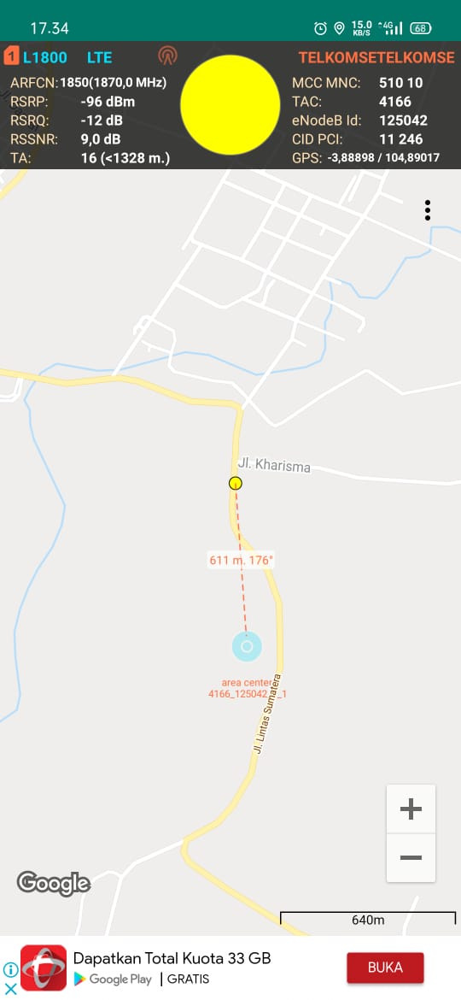 17.34
15.0
KB/S
4G
68
1 L1800 LTE
TELKOMSETELKOMSE
ARFCN: 1850(1870,0 MHz)
RSRP: -96 dBm
RSRQ: -12 dB
RSSNR: 9,0 dB
TA: 16 (<1328 m.)
MCC MNC: 510 10
TAC: 4166
eNodeB Id: 125042
CID PCI: 11 246
GPS: -3,88898 / 104,89017
Jl. Kharisma
611 m. 176°
area center
4166_125042_ _1
Jl. Lintas Sumatera
Google
640m
Dapatkan Total Kuota 33 GB
Google Play | GRATIS
BUKA